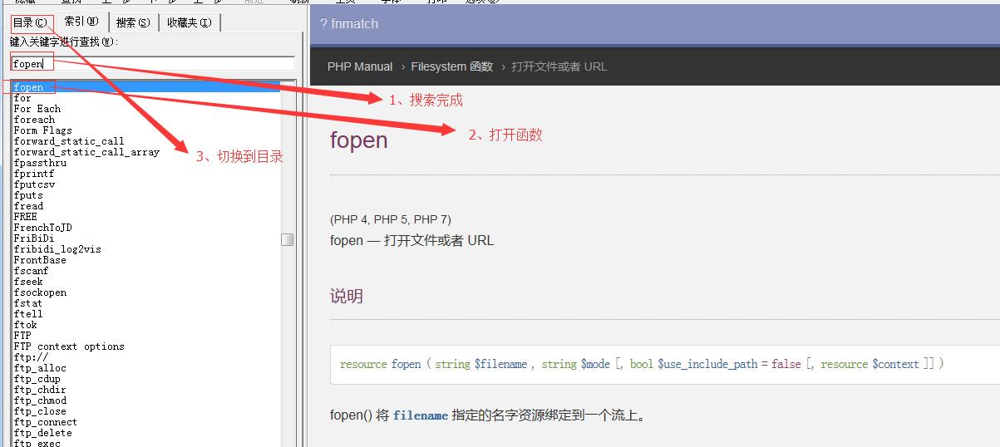 目录(C) 索引(N) 搜索(S) 收藏夹(I)
键入关键字进行查找(W):
fopen
fopen
for
For Each
foreach
Form Flags
forward_static_call
forward_static_call_array
fpassthru
fprintf
fputcsv
fputs
fread
FREE
FrenchToJD
FriBiDi
fribidi_log2vis
FrontBase
fscanf
fseek
fsockopen
fstat
ftell
ftok
FTP
FTP context options
ftp://
ftp_alloc
ftp_cdup
ftp_chdir
ftp_chmod
ftp_close
ftp_connect
ftp_delete
ftp_exec
1、搜索完成
2、打开函数
3、切换到目录
? fnmatch
PHP Manual › Filesystem 函数 › 打开文件或者 URL
fopen
(PHP 4, PHP 5, PHP 7)
fopen — 打开文件或者 URL
说明
resource fopen ( string $filename , string $mode [, bool $use_include_path = false [, resource $context ]] )
fopen() 将 filename 指定的名字资源绑定到一个流上。